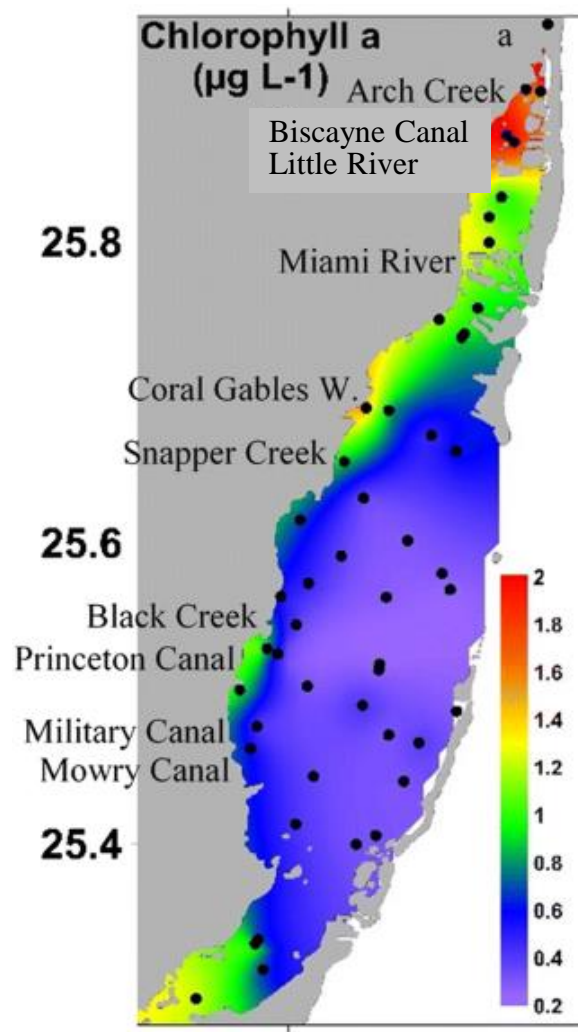 Chlorophyll a
(µg L-1)
a
Arch Creek
Biscayne Canal
Little River
25.8
Miami River
Coral Gables W.
Snapper Creek
25.6
Black Creek
Princeton Canal
Military Canal
Mowry Canal
25.4
2
1.8
1.6
1.4
1.2
1
0.8
0.6
0.4
0.2